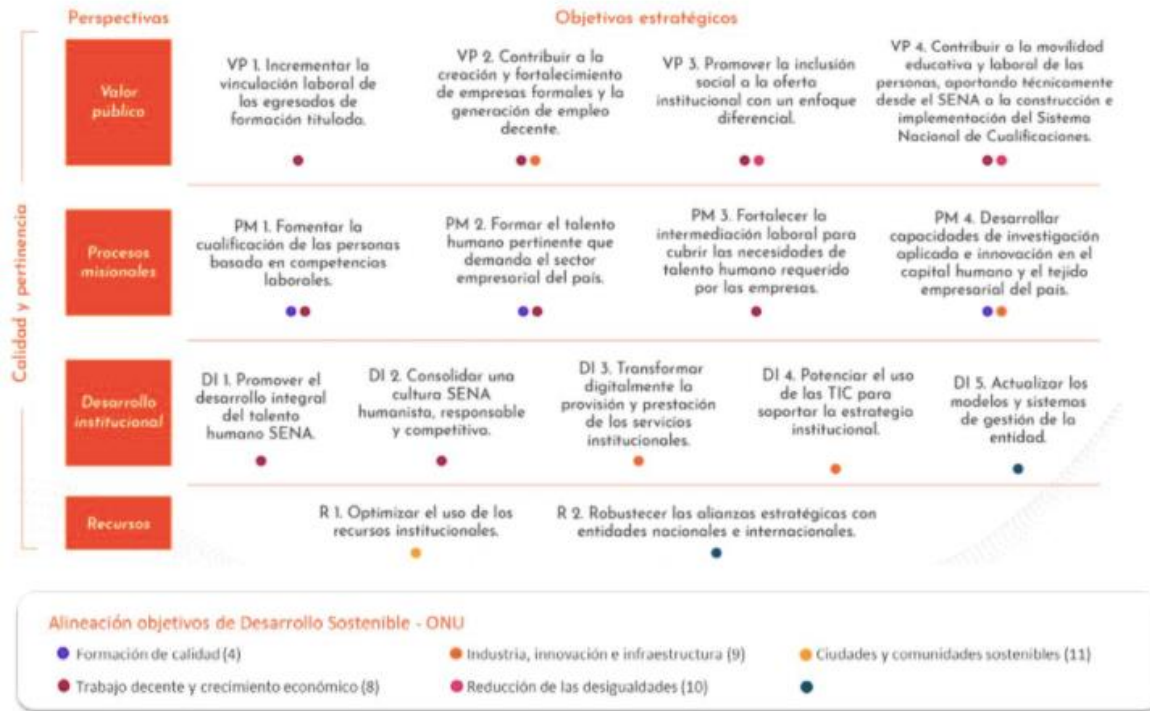 Perspectivas
Objetivos estratégicos
Calidad y pertinencia
Valor
público
VP 1. Incrementar la
vinculación laboral de
los egresados de
formación titulada.
VP 2. Contribuir a la
creación y fortalecimiento
de empresas formales y la
generación de empleo
decente.
VP 3. Promover la inclusión
social a la oferta
institucional con un enfoque
diferencial.
VP 4. Contribuir a la movilidad
educativa y laboral de las
personas, aportando técnicamente
desde el SENA a la construcción e
implementación del Sistema
Nacional de Cualificaciones.
Procesos
misionales
PM 1. Fomentar la
cualificación de las personas
basada en competencias
laborales.
PM 2. Formar el talento
humano pertinente que
demanda el sector
empresarial del país.
PM 3. Fortalecer la
intermediación laboral para
cubrir las necesidades de
talento humano requerido
por las empresas.
PM 4. Desarrollar
capacidades de investigación
aplicada e innovación en el
capital humano y el tejido
empresarial del país.
Desarrollo
institucional
DI 1. Promover el
desarrollo integral
del talento
humano SENA.
DI 2. Consolidar una
cultura SENA
humanista, responsable
y competitiva.
DI 3. Transformar
digitalmente la
provisión y prestación
de los servicios
institucionales.
DI 4. Potenciar el uso
de las TIC para
soportar la estrategia
institucional.
DI 5. Actualizar los
modelos y sistemas
de gestión de la
entidad.
Recursos
R 1. Optimizar el uso de los
recursos institucionales.
R 2. Robustecer las alianzas estratégicas con
entidades nacionales e internacionales.
Alineación objetivos de Desarrollo Sostenible - ONU
Formación de calidad (4)
Industria, innovación e infraestructura (9)
Ciudades y comunidades sostenibles (11)
Trabajo decente y crecimiento económico (8)
Reducción de las desigualdades (10)